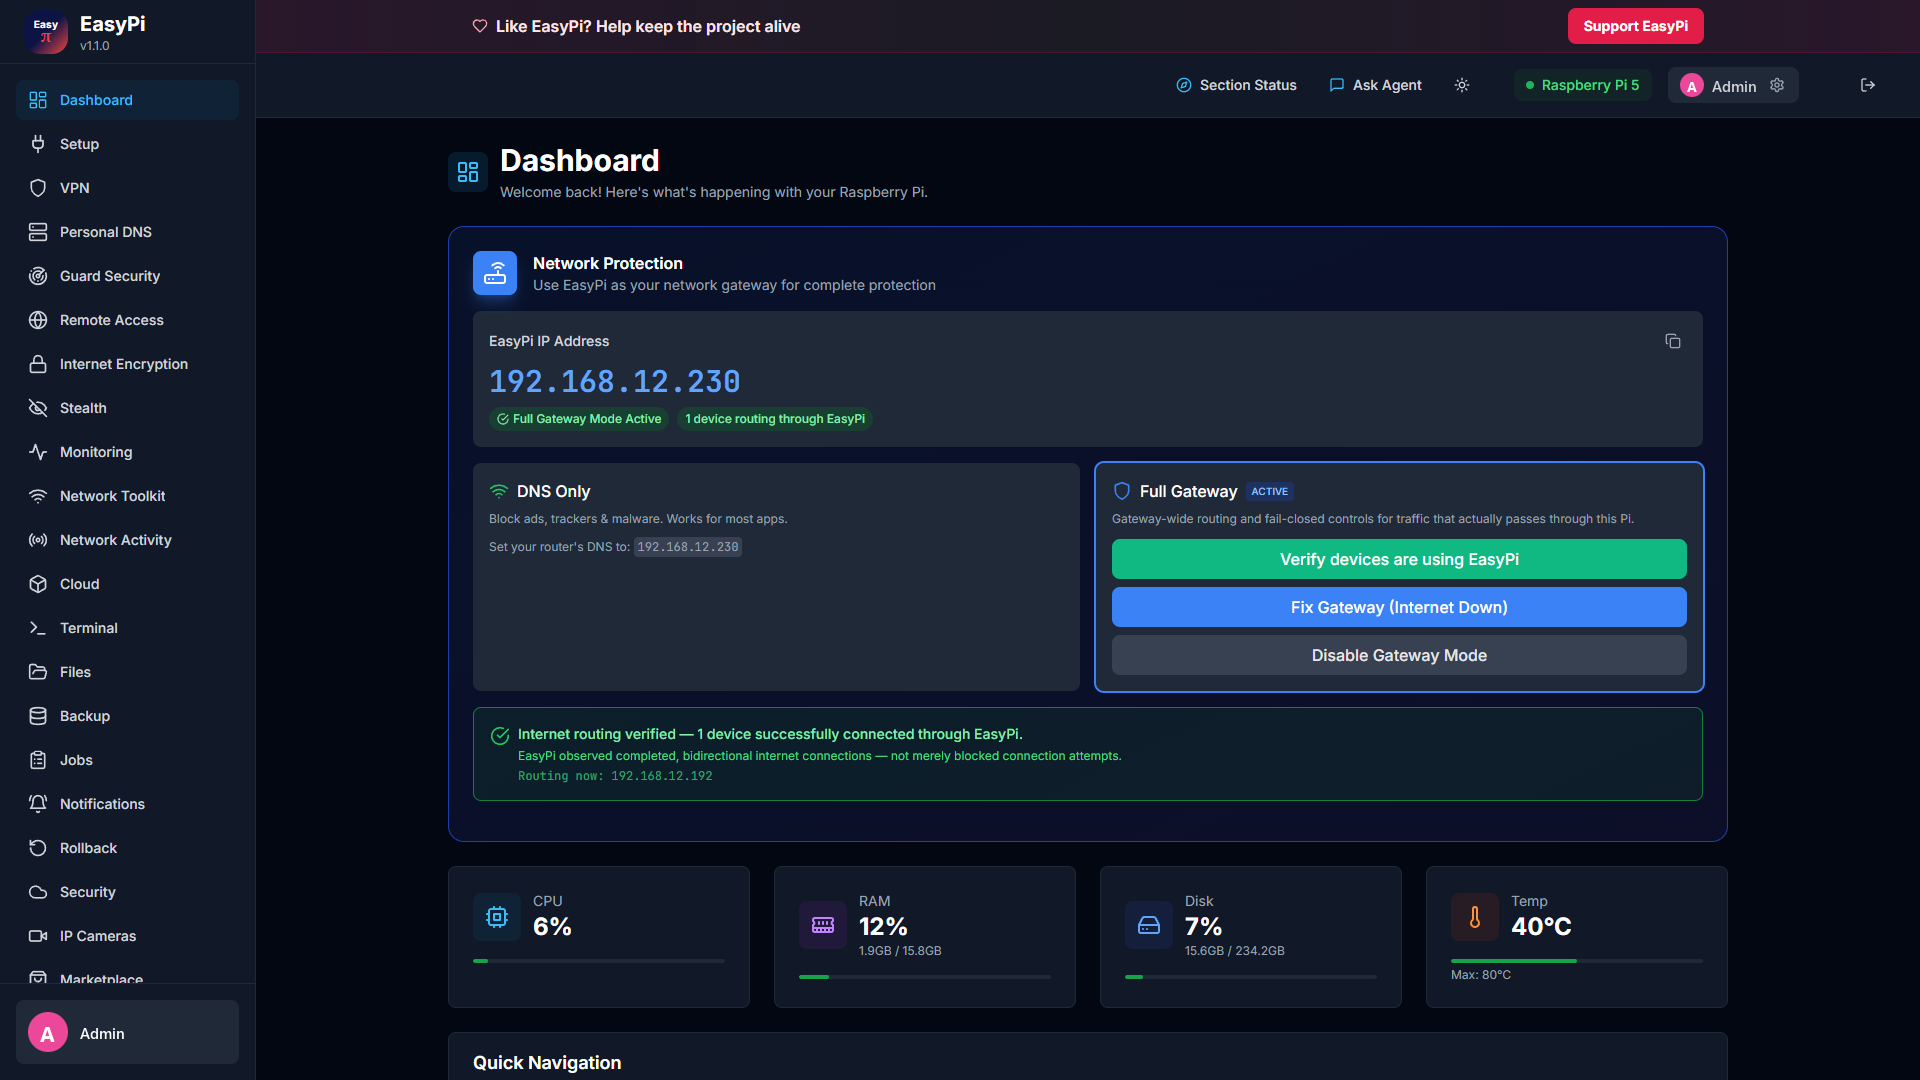 Easy
π
EasyPi
v1.1.0
Dashboard
Setup
VPN
Personal DNS
Guard Security
Remote Access
Internet Encryption
Stealth
Monitoring
Network Toolkit
Network Activity
Cloud
Terminal
Files
Backup
Jobs
Notifications
Rollback
Security
IP Cameras
Marketplace
A
Admin
Like EasyPi? Help keep the project alive
Support EasyPi
Section Status
Ask Agent
Raspberry Pi 5
A
Admin
Dashboard
Welcome back! Here's what's happening with your Raspberry Pi.
Network Protection
Use EasyPi as your network gateway for complete protection
EasyPi IP Address
192.168.12.230
Full Gateway Mode Active
1 device routing through EasyPi
DNS Only
Block ads, trackers & malware. Works for most apps.
Set your router's DNS to: 192.168.12.230
Full Gateway ACTIVE
Gateway-wide routing and fail-closed controls for traffic that actually passes through this Pi.
Verify devices are using EasyPi
Fix Gateway (Internet Down)
Disable Gateway Mode
Internet routing verified — 1 device successfully connected through EasyPi.
EasyPi observed completed, bidirectional internet connections — not merely blocked connection attempts.
Routing now: 192.168.12.192
CPU
6%
RAM
12%
1.9GB / 15.8GB
Disk
7%
15.6GB / 234.2GB
Temp
40°C
Max: 80°C
Quick Navigation